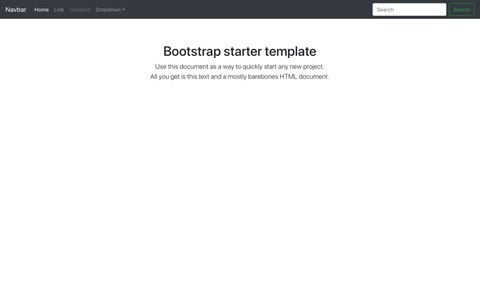 Navbar Home Link Disabled Dropdown Search Search
Bootstrap starter template
Use this document as a way to quickly start any new project.
All you get is this text and a mostly barebones HTML document.